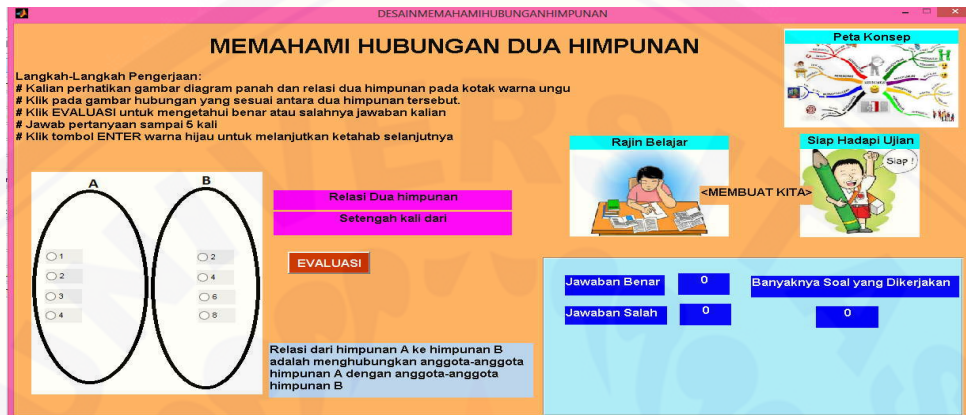 DESAINMEMAHAMIHUBUNGANHIMPUNAN
MEMAHAMI HUBUNGAN DUA HIMPUNAN
Peta Konsep
Langkah-Langkah Pengerjaan:
# Kalian perhatikan gambar diagram panah dan relasi dua himpunan pada kotak warna ungu
# Klik pada gambar hubungan yang sesuai antara dua himpunan tersebut.
# Klik EVALUASI untuk mengetahui benar atau salahnya jawaban kalian
# Jawab pertanyaan sampai 5 kali
# Klik tombol ENTER warna hijau untuk melanjutkan ketahab selanjutnya
Rajin Belajar
<MEMBUAT KITA>
Siap Hadapi Ujian
Siap !
A
B
1
2
3
4
2
4
6
8
Relasi Dua himpunan
Setengah kali dari
EVALUASI
Relasi dari himpunan A ke himpunan B
adalah menghubungkan anggota-anggota
himpunan A dengan anggota-anggota
himpunan B
Jawaban Benar
0
Banyaknya Soal yang Dikerjakan
Jawaban Salah
0
0